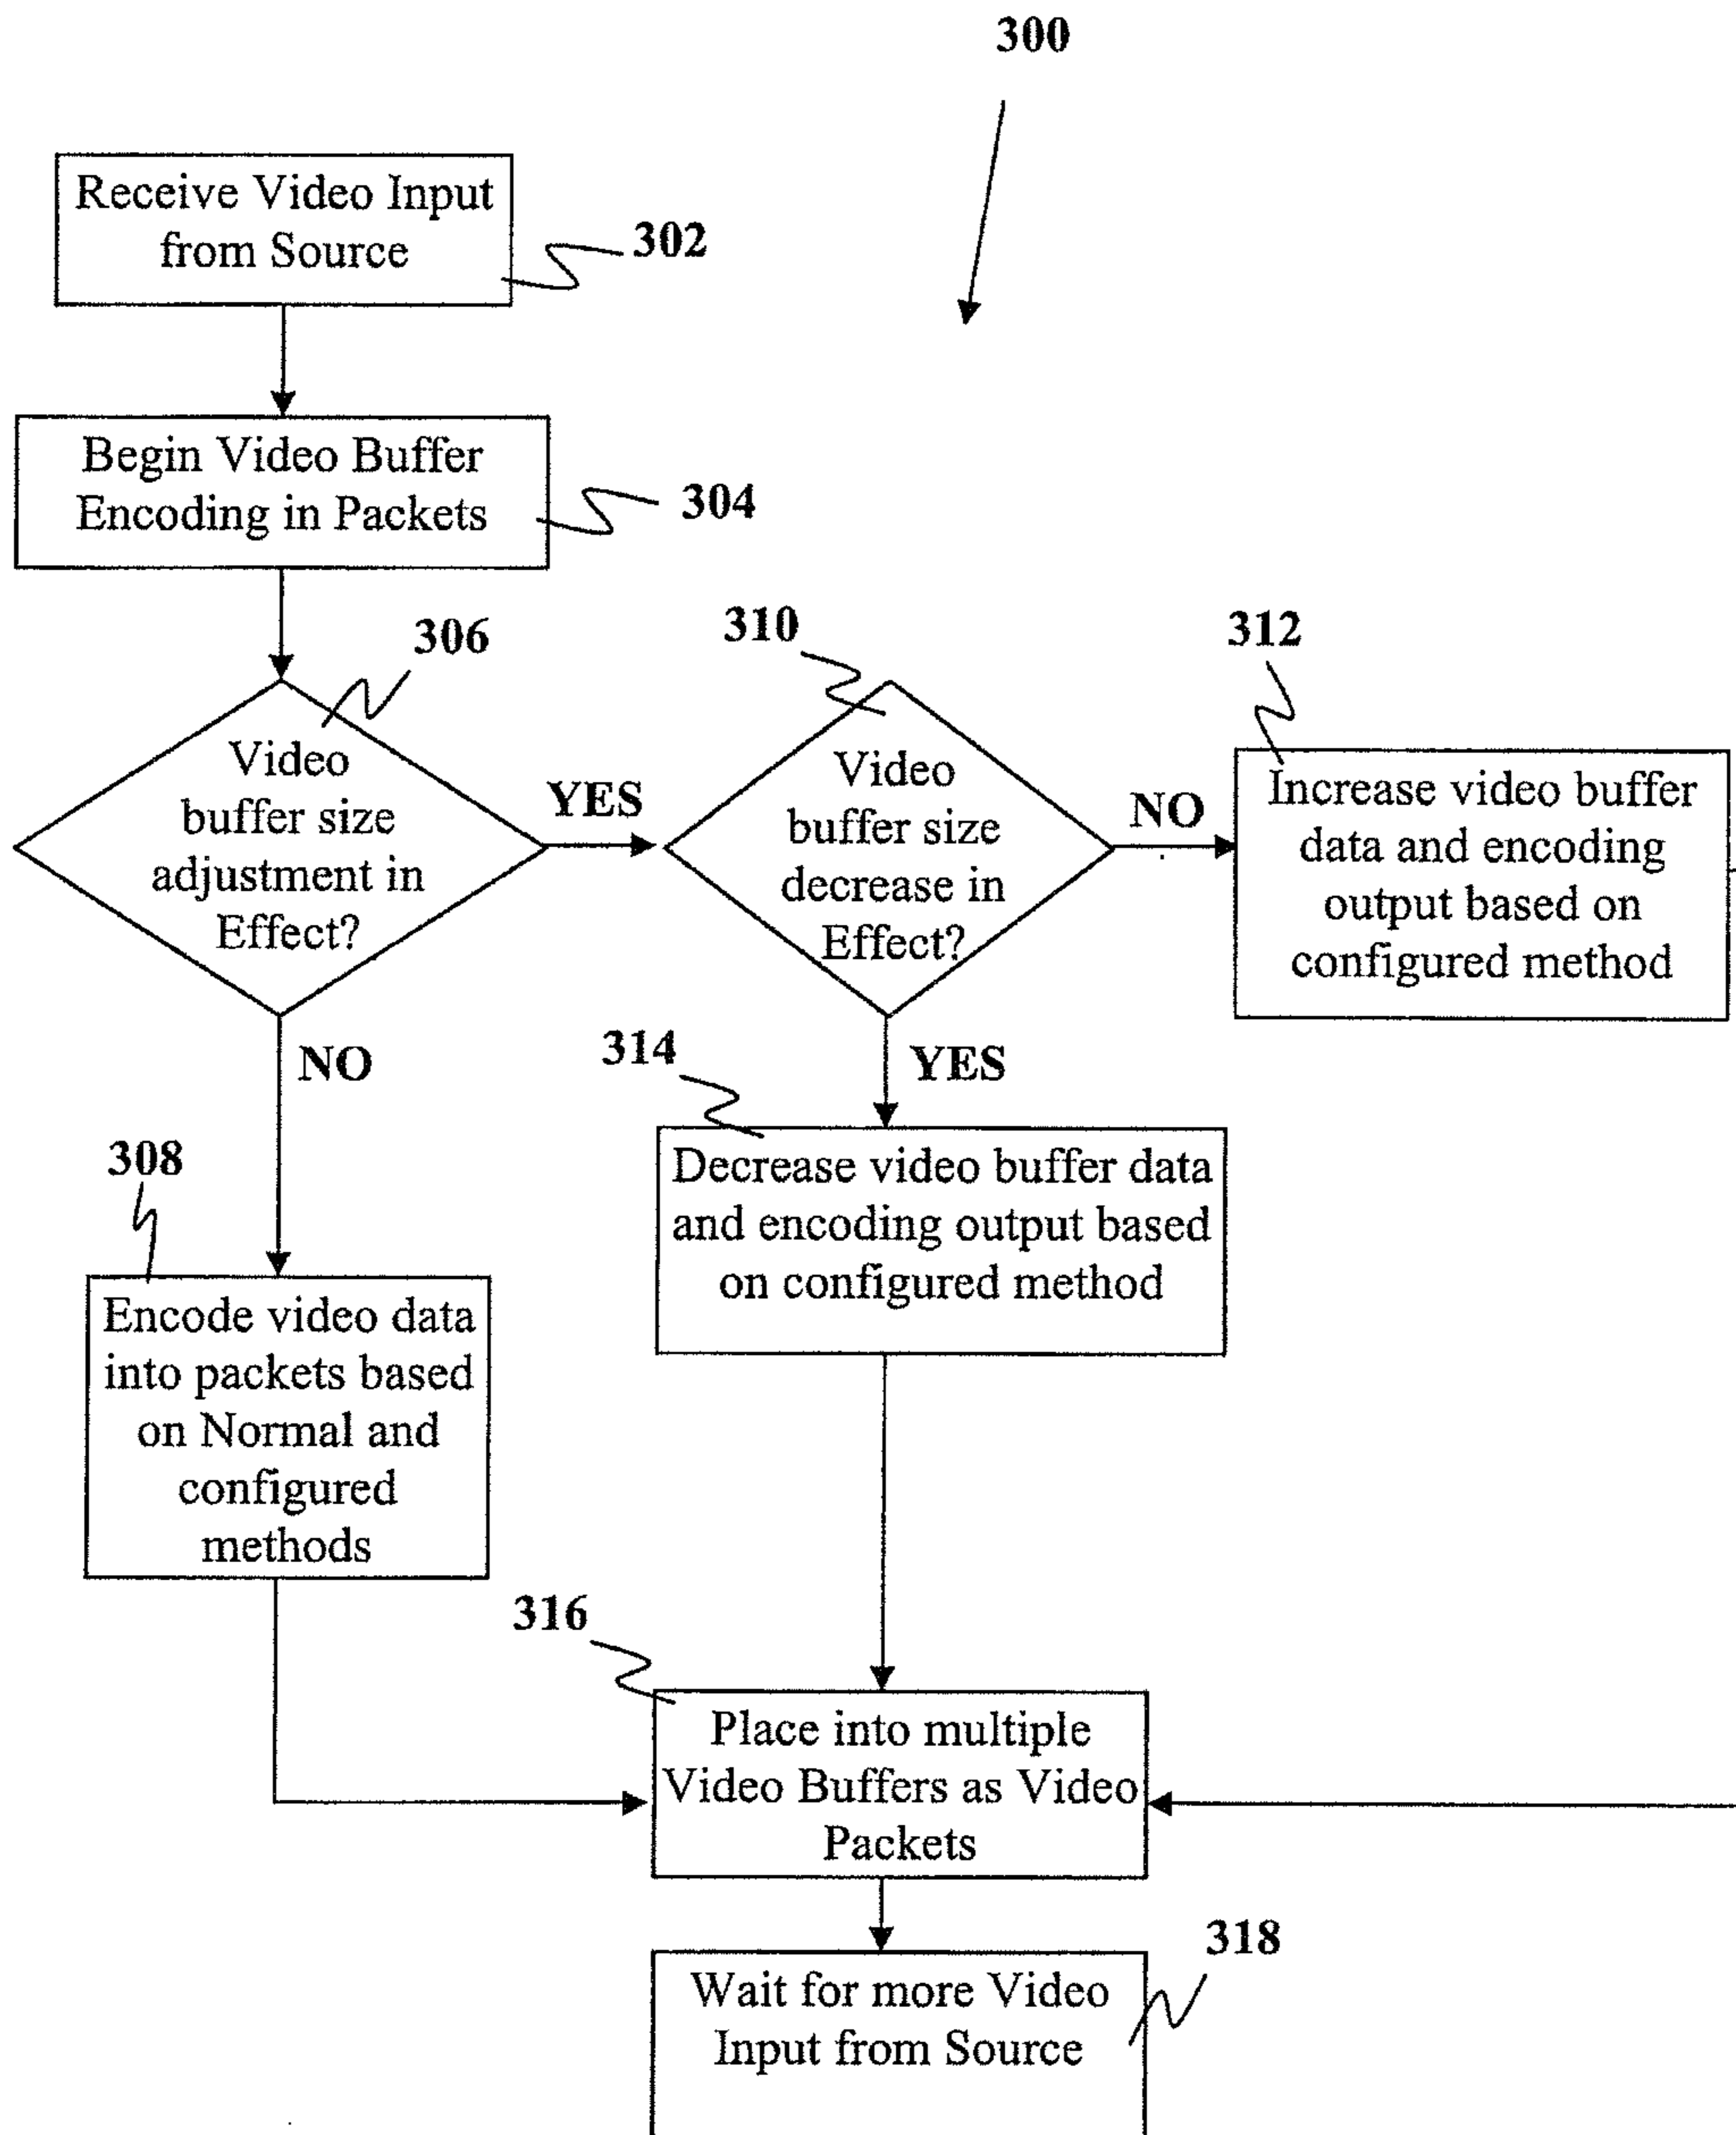 300
Receive Video Input
from Source
302
Begin Video Buffer
Encoding in Packets
304
306
Video
buffer size
adjustment in
Effect?
YES
NO
310
Video
buffer size
decrease in
Effect?
NO
YES
312
Increase video buffer
data and encoding
output based on
configured method
314
Decrease video buffer data
and encoding output based
on configured method
308
Encode video data
into packets based
on Normal and
configured
methods
316
Place into multiple
Video Buffers as Video
Packets
318
Wait for more Video
Input from Source